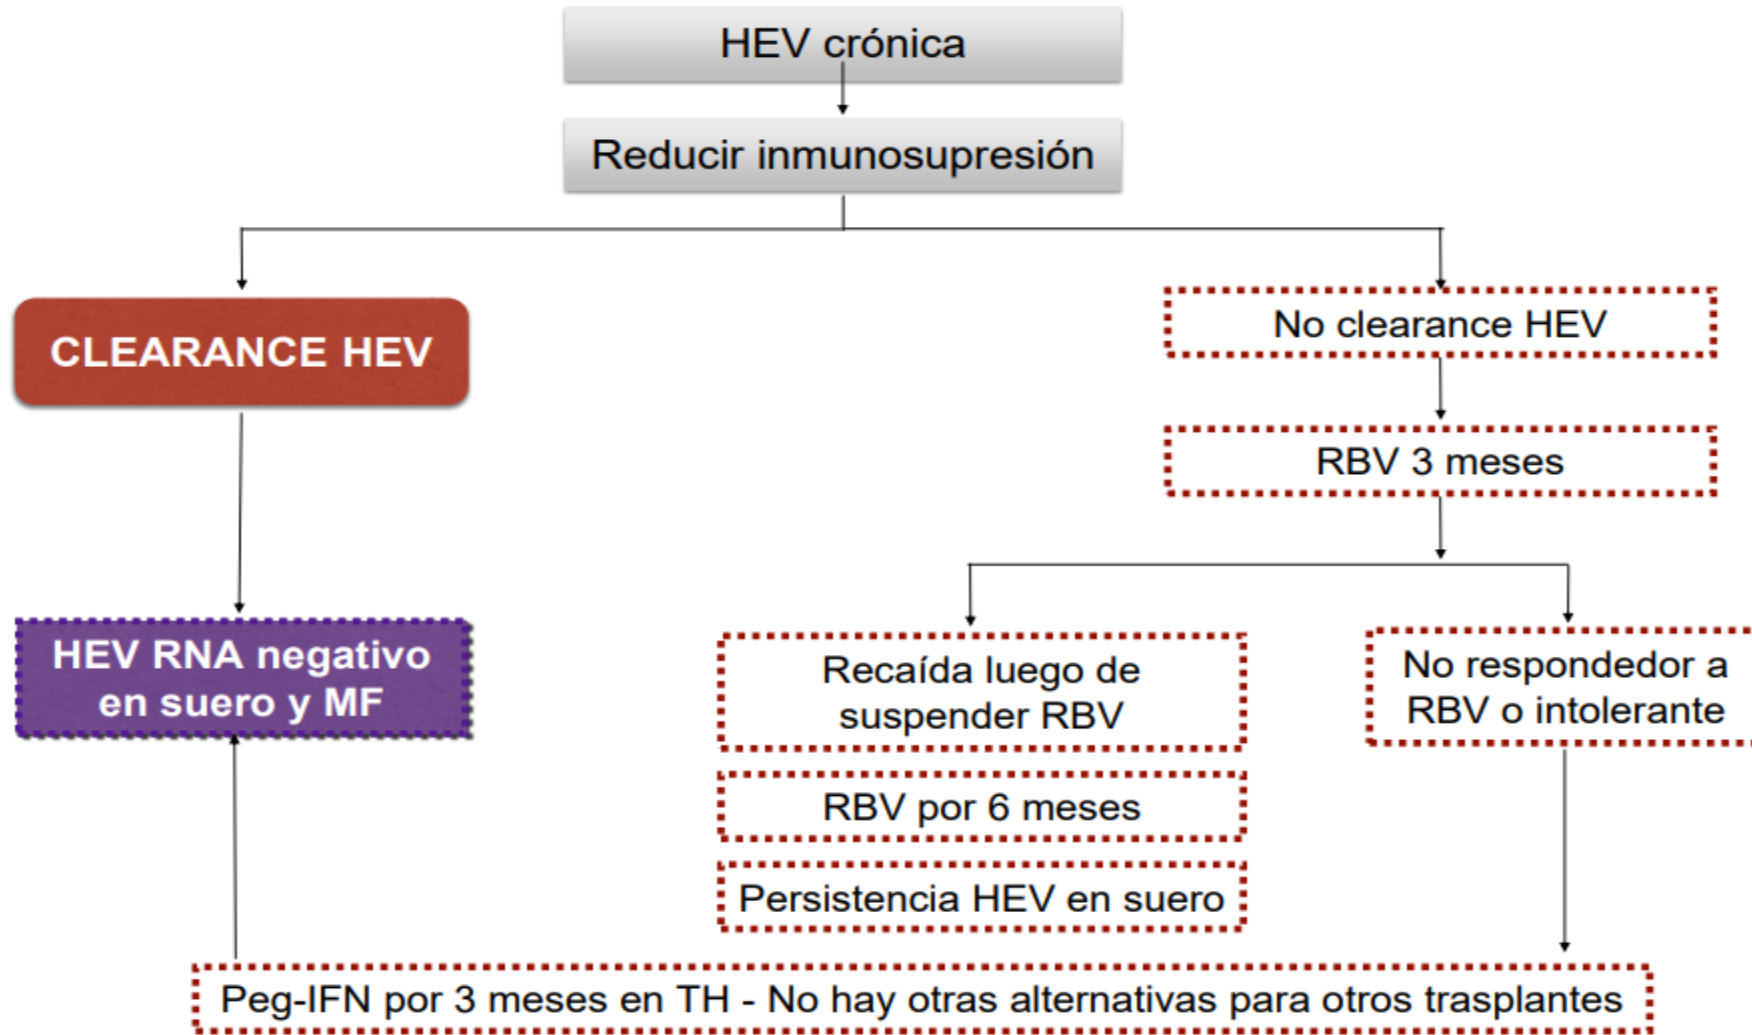 HEV crónica
Reducir inmunosupresión
CLEARANCE HEV
No clearance HEV
RBV 3 meses
HEV RNA negativo
en suero y MF
Recaída luego de
suspender RBV
No respondedor a
RBV o intolerante
RBV por 6 meses
Persistencia HEV en suero
Peg-IFN por 3 meses en TH - No hay otras alternativas para otros trasplantes